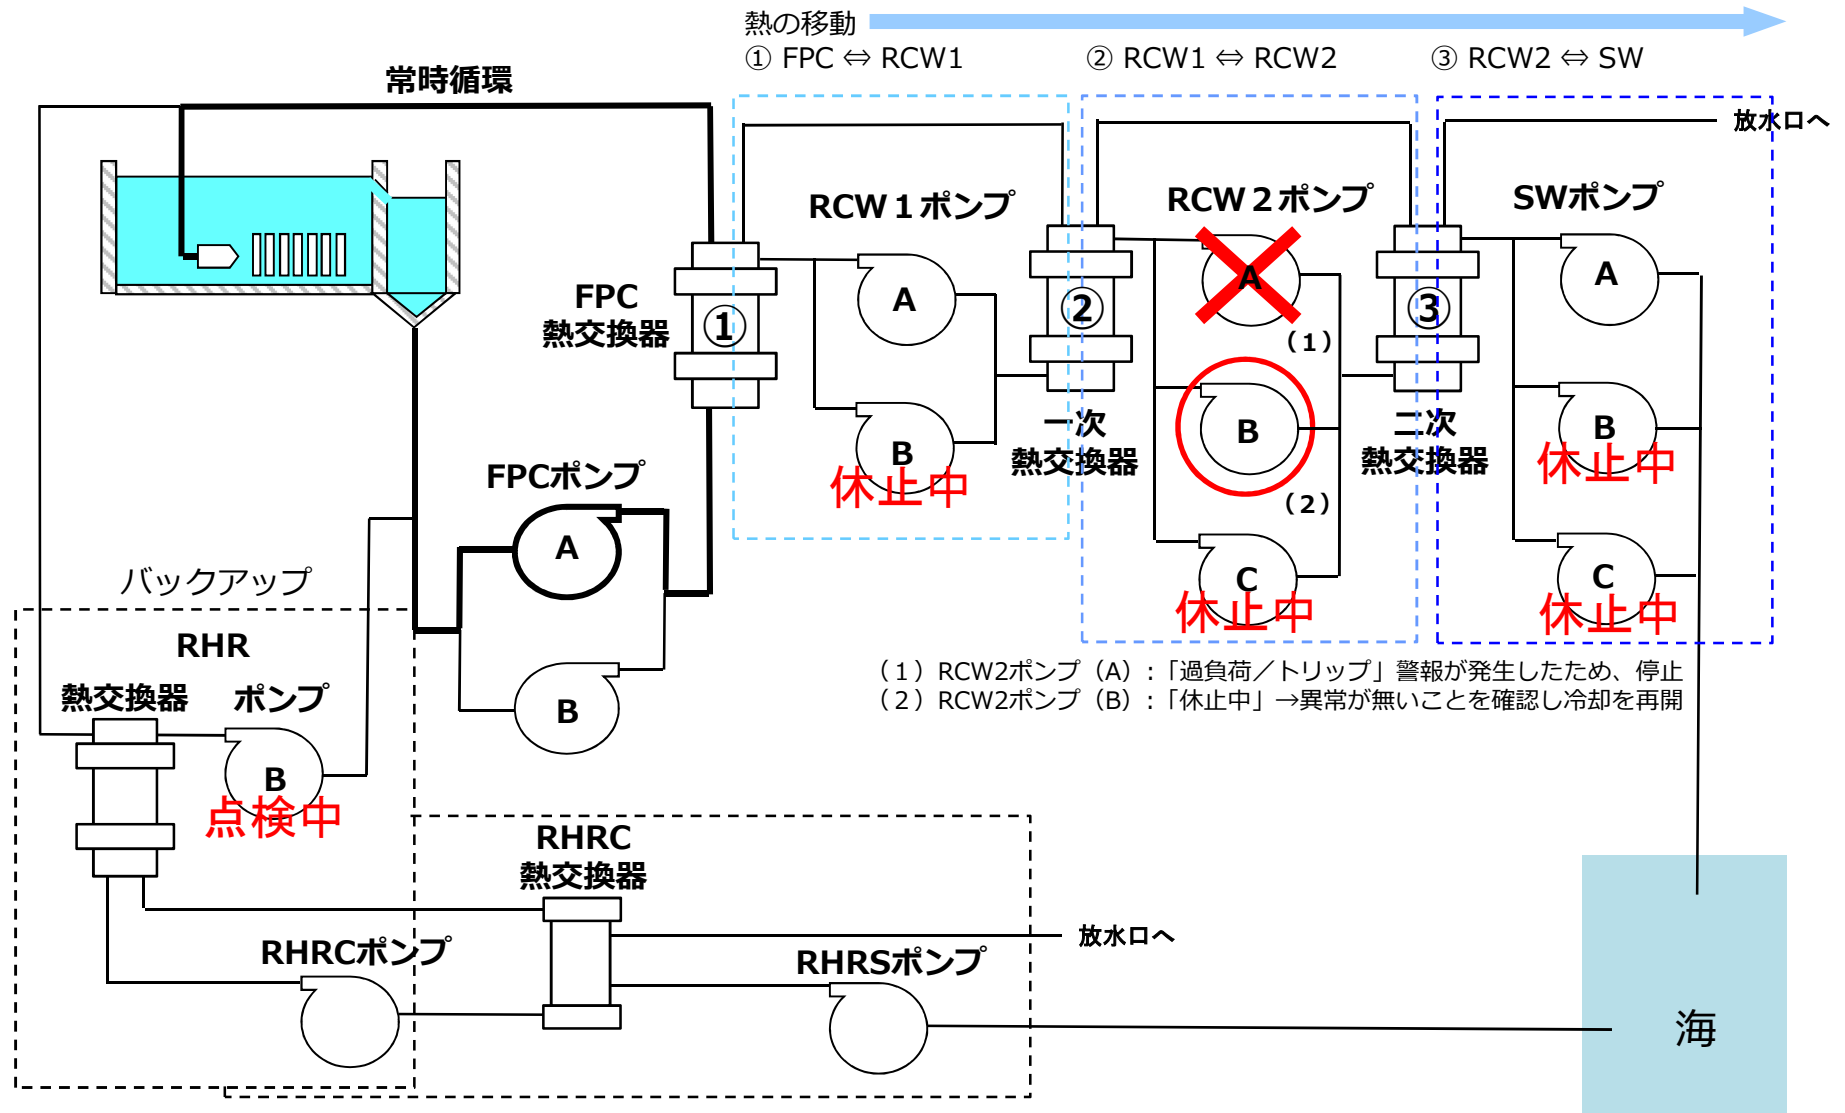 熱の移動
① FPC ⇔ RCW1
② RCW1 ⇔ RCW2
③ RCW2 ⇔ SW
常時循環
放水口へ
RCW１ポンプ
RCW２ポンプ
SWポンプ
A
A
A
FPC
熱交換器
①
②
③
（１）
B
休止中
一次
熱交換器
B
（２）
二次
熱交換器
B
休止中
FPCポンプ
A
C
休止中
C
休止中
バックアップ
RHR
熱交換器
ポンプ
B
（１）RCW2ポンプ（A）：「過負荷／トリップ」警報が発生したため、停止
（２）RCW2ポンプ（B）：「休止中」→異常が無いことを確認し冷却を再開
B
点検中
RHRC
熱交換器
放水口へ
RHRCポンプ
RHRSポンプ
海